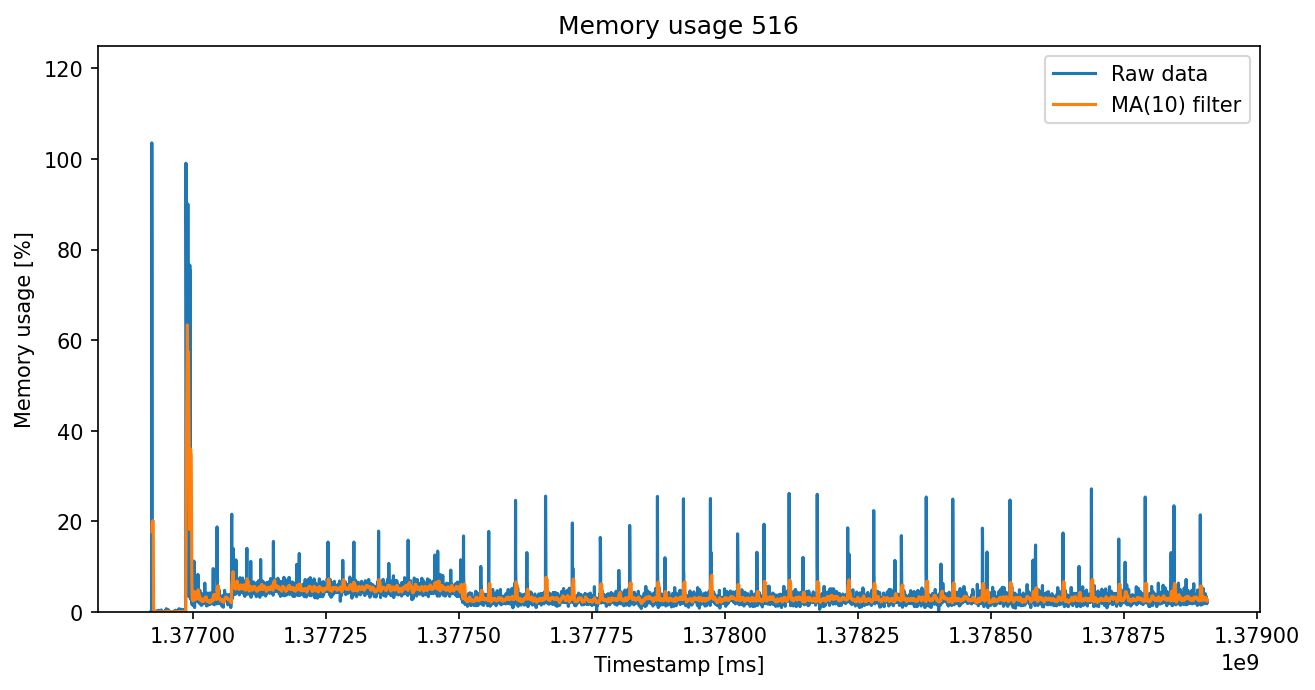 Memory usage 516
Raw data
MA(10) filter
Memory usage [%]
120
100
80
60
40
20
0
1.37700 1.37725 1.37750 1.37775 1.37800 1.37825 1.37850 1.37875 1.37900
1e9
Timestamp [ms]